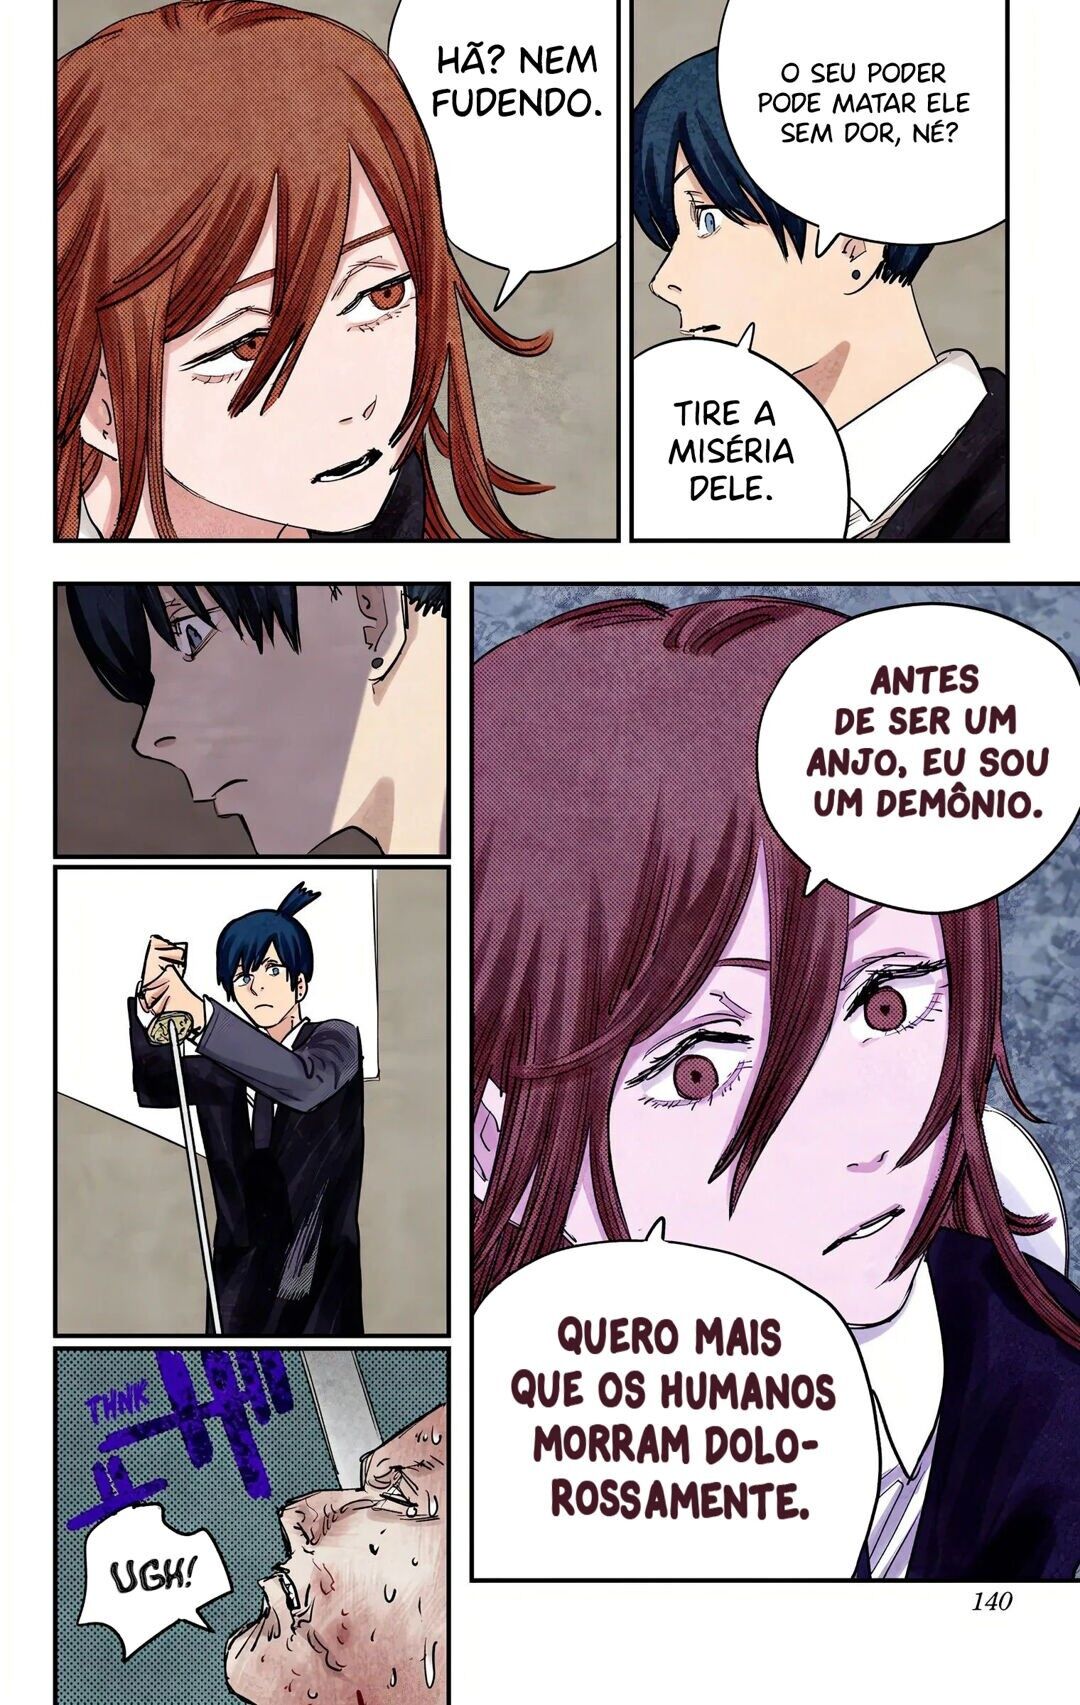 O SEU PODER
PODE MATAR ELE
SEM DOR, NÉ?
TIRE A
MISÉRIA
DELE.
HÃ? NEM
FUDENDO.
ANTES
DE SER UM
ANJO, EU SOU
UM DEMÔNIO.
QUERO MAIS
QUE OS HUMANOS
MORRAM DOLO-
ROSSAMENTE.
THNK
UGH!
140